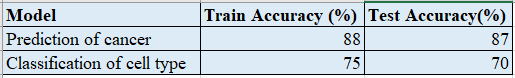 Model Train Accuracy (%) Test Accuracy(%)
Prediction of cancer 88 87
Classification of cell type 75 70